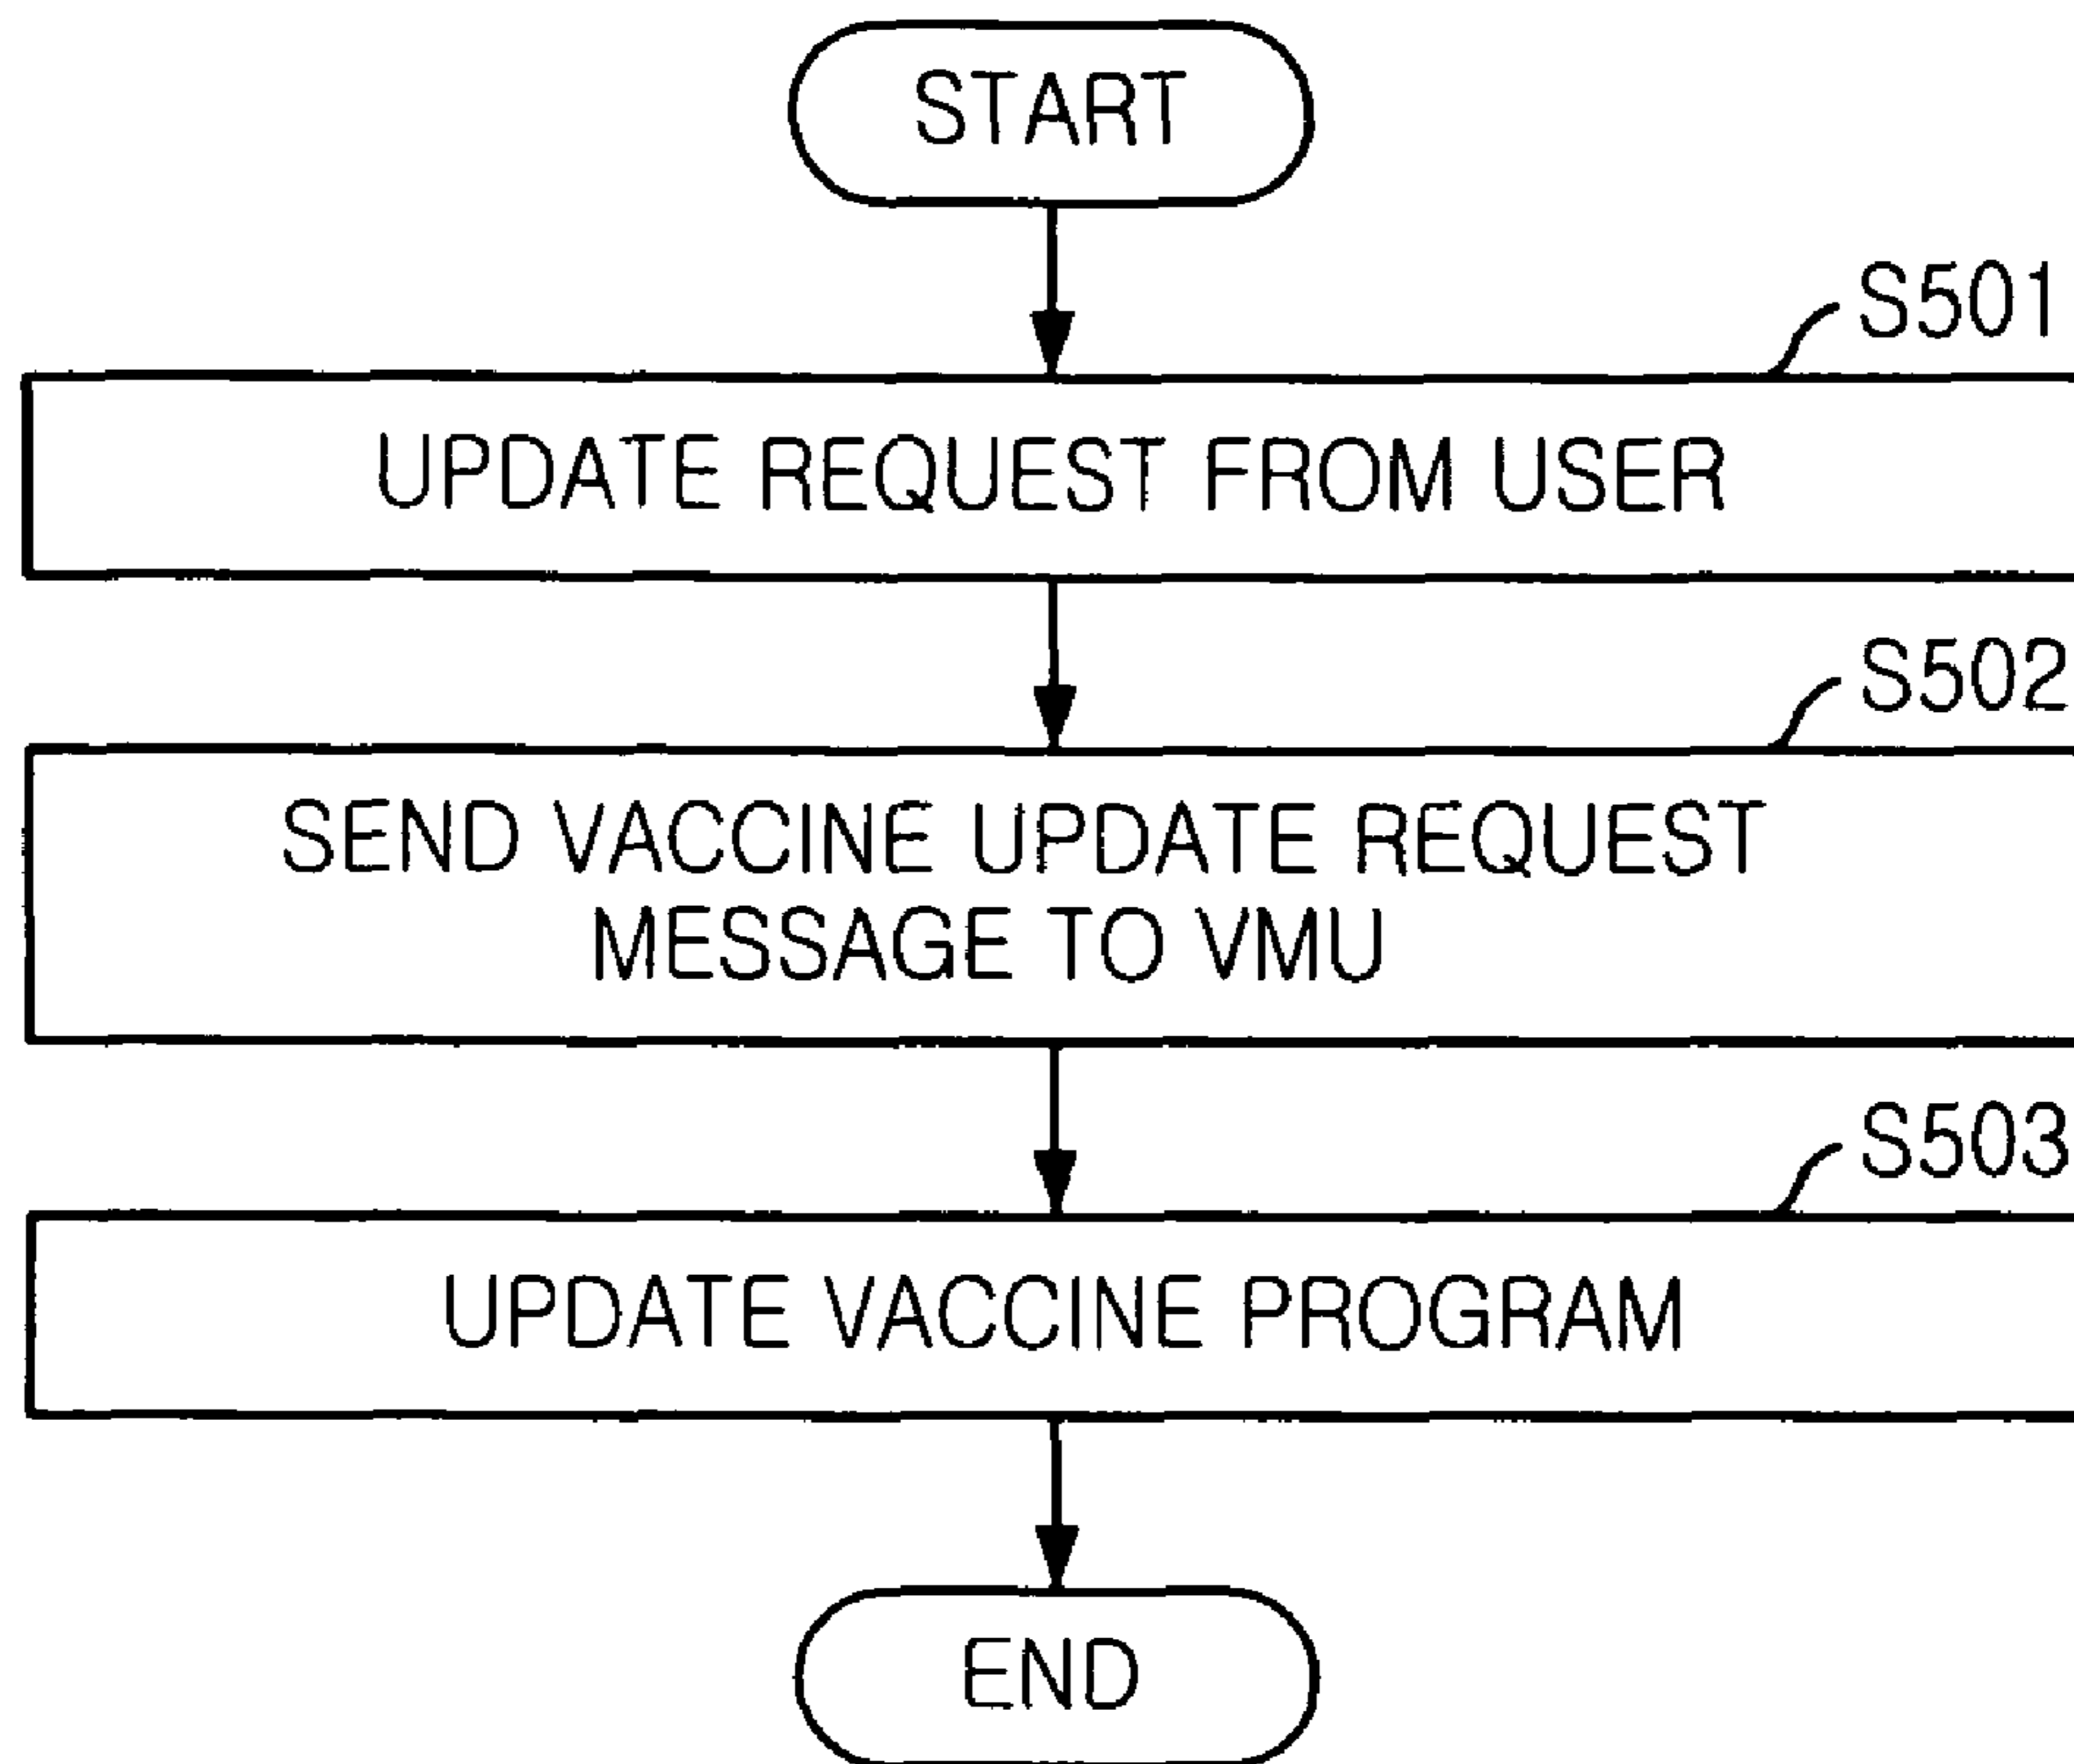 START
S501
UPDATE REQUEST FROM USER
S502
SEND VACCINE UPDATE REQUEST
MESSAGE TO VMU
S503
UPDATE VACCINE PROGRAM
END